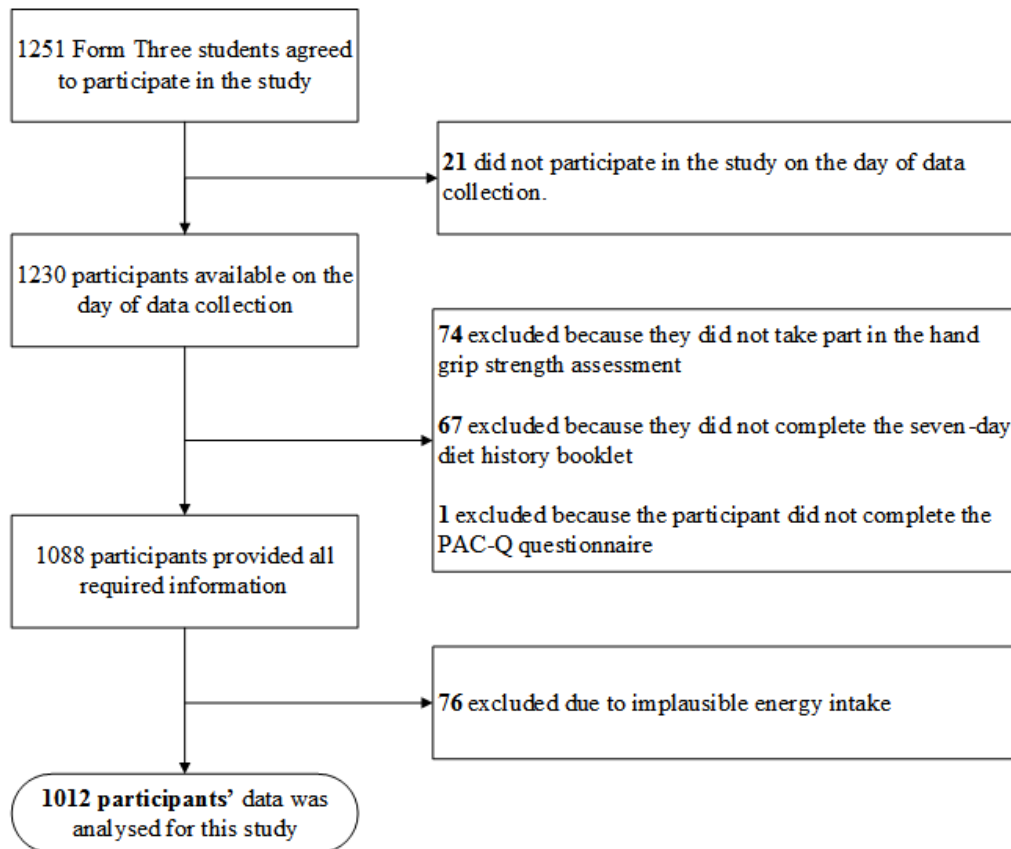 1251 Form Three students agreed
to participate in the study
21 did not participate in the study on the day of data
collection.
1230 participants available on the
day of data collection
74 excluded because they did not take part in the hand
grip strength assessment
67 excluded because they did not complete the seven-day
diet history booklet
1 excluded because the participant did not complete the
PAC-Q questionnaire
1088 participants provided all
required information
76 excluded due to implausible energy intake
1012 participants’ data was
analysed for this study